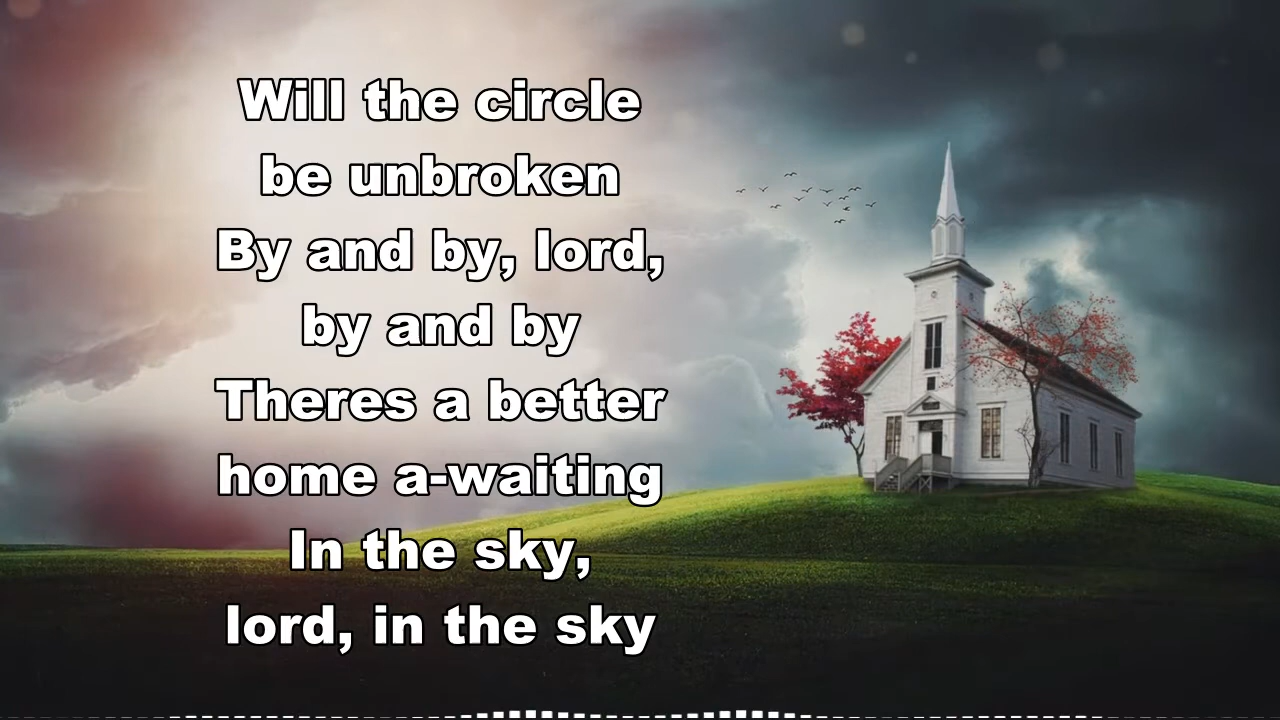 Will the circle
be unbroken
By and by, lord,
by and by
Theres a better
home a-waiting
In the sky,
lord, in the sky